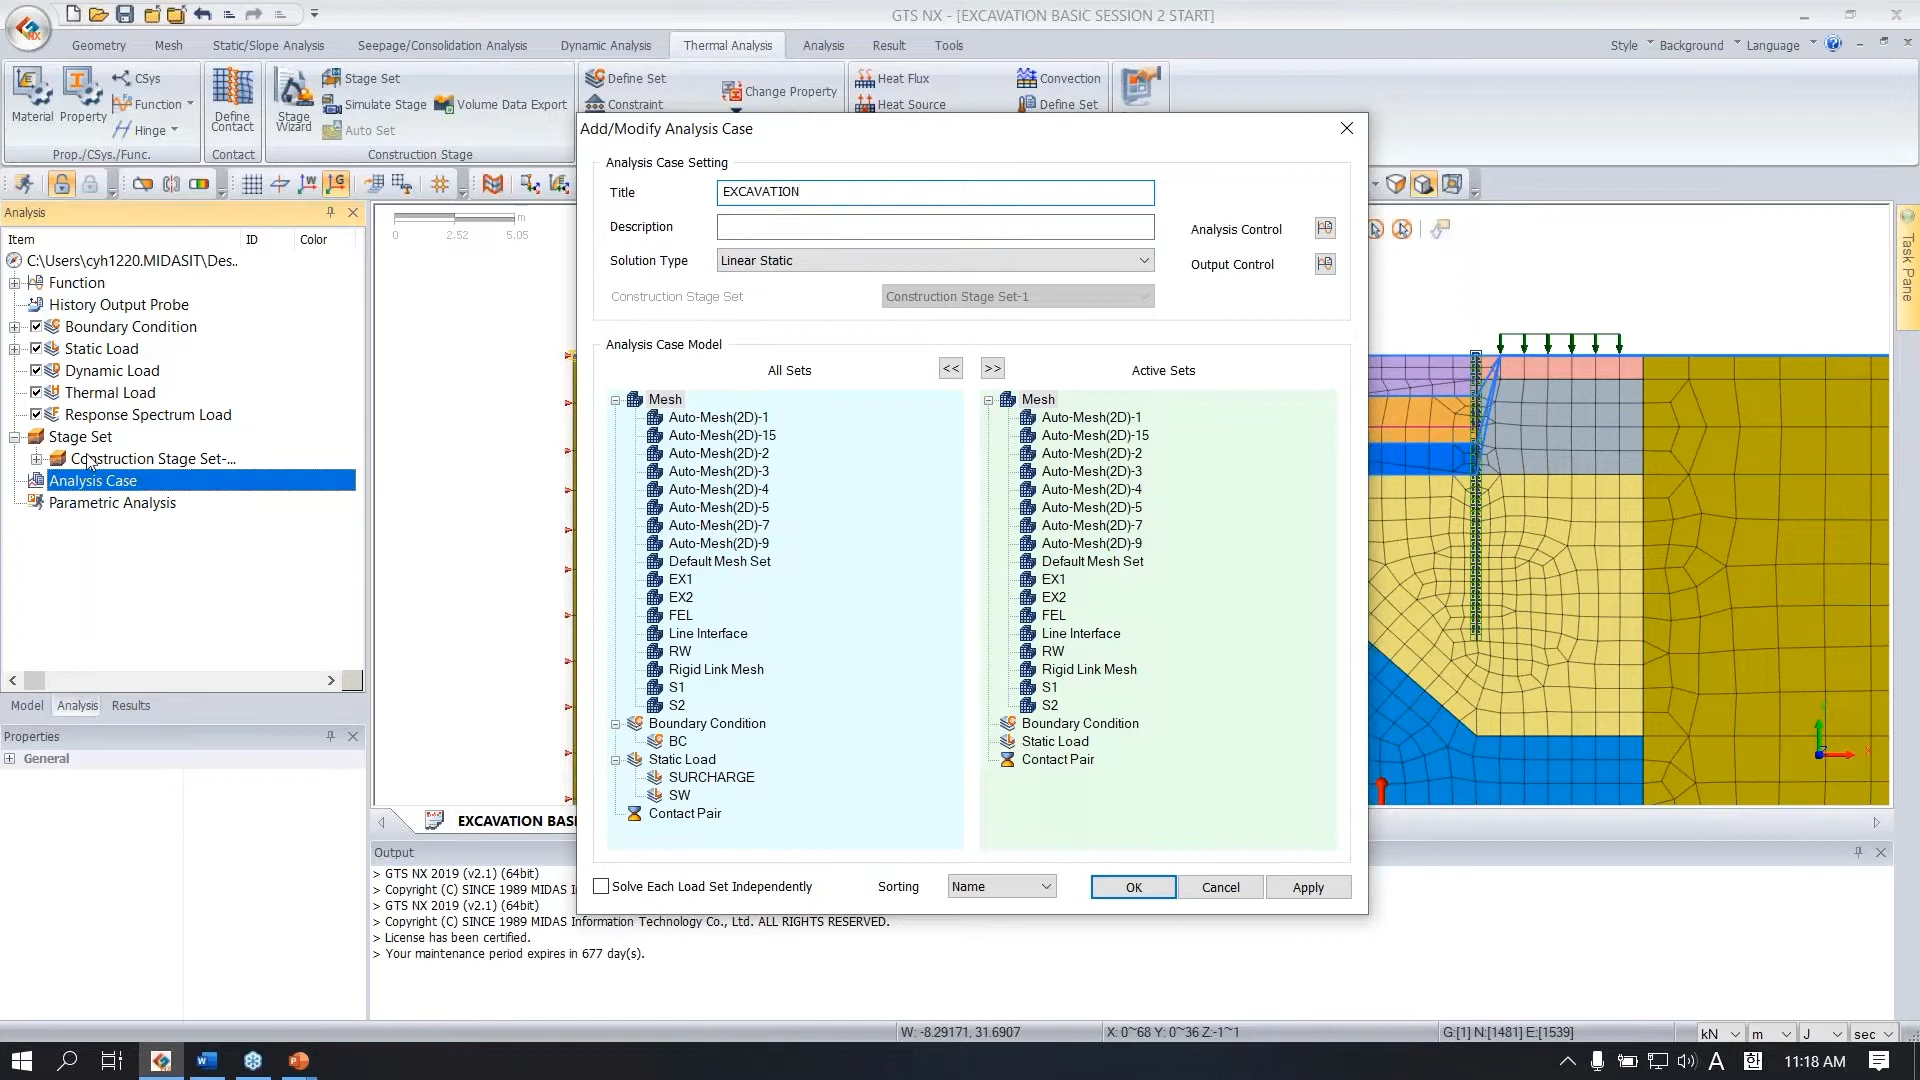 GTS NX - [EXCAVATION BASIC SESSION 2 START]
Geometry Mesh Static/Slope Analysis Seepage/Consolidation Analysis Dynamic Analysis Thermal Analysis Analysis Result Tools
Style Background Language
Material Property CSys Function Hinge
Prop./CSys./Func.
Define Contact
Contact
Stage Wizard Stage Set Simulate Stage Auto Set Volume Data Export
Construction Stage
Define Set Constraint Change Property
Heat Flux Heat Source Convection Define Set
Analysis
Item ID Color
C:\Users\cyh1220.MIDASIT\Des..
Function
History Output Probe
Boundary Condition
Static Load
Dynamic Load
Thermal Load
Response Spectrum Load
Stage Set
Construction Stage Set-...
Analysis Case
Parametric Analysis
Model Analysis Results
Properties
General
m
0 2.52 5.05
Add/Modify Analysis Case
Analysis Case Setting
Title EXCAVATION
Description
Analysis Control
Solution Type Linear Static
Output Control
Construction Stage Set Construction Stage Set-1
Analysis Case Model
All Sets << >> Active Sets
Mesh
Auto-Mesh(2D)-1
Auto-Mesh(2D)-15
Auto-Mesh(2D)-2
Auto-Mesh(2D)-3
Auto-Mesh(2D)-4
Auto-Mesh(2D)-5
Auto-Mesh(2D)-7
Auto-Mesh(2D)-9
Default Mesh Set
EX1
EX2
FEL
Line Interface
RW
Rigid Link Mesh
S1
S2
Boundary Condition
BC
Static Load
SURCHARGE
SW
Contact Pair
Mesh
Auto-Mesh(2D)-1
Auto-Mesh(2D)-15
Auto-Mesh(2D)-2
Auto-Mesh(2D)-3
Auto-Mesh(2D)-4
Auto-Mesh(2D)-5
Auto-Mesh(2D)-7
Auto-Mesh(2D)-9
Default Mesh Set
EX1
EX2
FEL
Line Interface
RW
Rigid Link Mesh
S1
S2
Boundary Condition
Static Load
Contact Pair
Solve Each Load Set Independently
Sorting Name
OK Cancel Apply
Task Pane
EXCAVATION BAS
Output
> GTS NX 2019 (v2.1) (64bit)
> Copyright (C) SINCE 1989 MIDAS I
> GTS NX 2019 (v2.1) (64bit)
> Copyright (C) SINCE 1989 MIDAS Information Technology Co., Ltd. ALL RIGHTS RESERVED.
> License has been certified.
> Your maintenance period expires in 677 day(s).
W: -8.29171, 31.6907 X: 0~68 Y: 0~36 Z:-1~1 G:[1] N:[1481] E:[1539] kN m J sec
A 한 11:18 AM